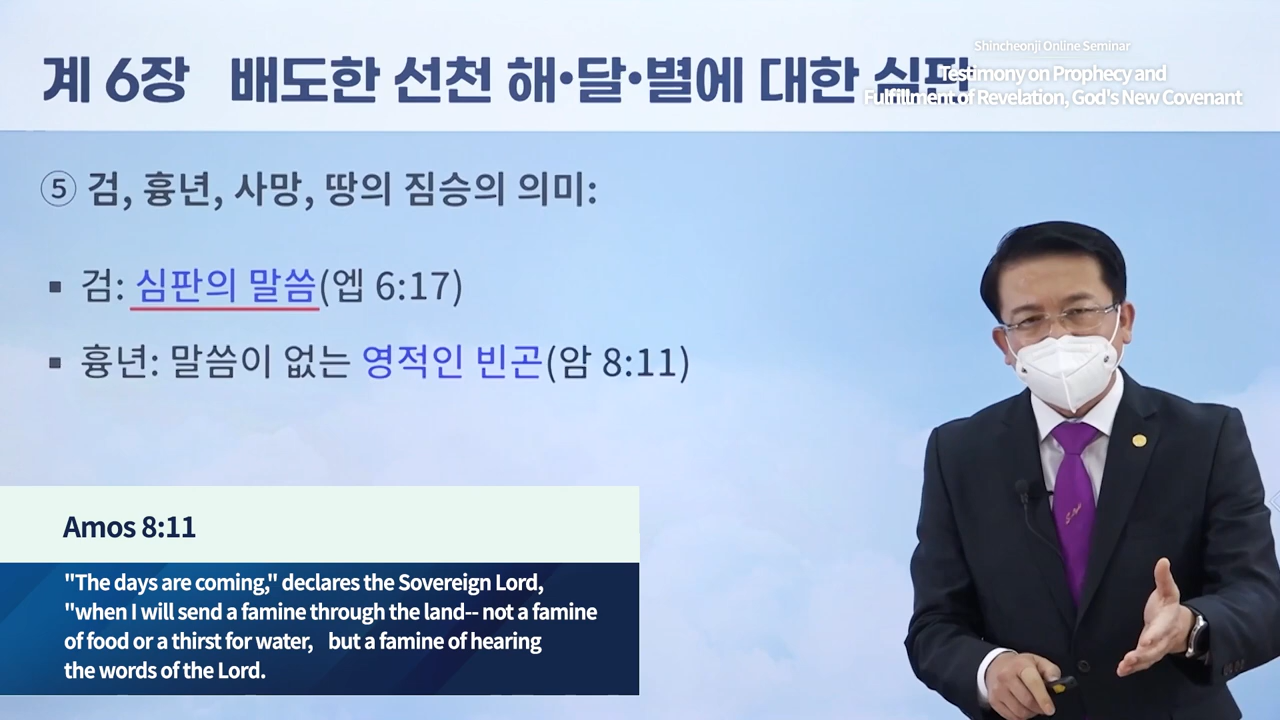 계 6장 배도한 선천 해·달·별에 대한 심판
Shincheonji Online Seminar
Testimony on Prophecy and
Fulfillment of Revelation, God's New Covenant
⑤ 검, 흉년, 사망, 땅의 짐승의 의미:
▪ 검: 심판의 말씀(엡 6:17)
▪ 흉년: 말씀이 없는 영적인 빈곤(암 8:11)
Amos 8:11
"The days are coming," declares the Sovereign Lord,
"when I will send a famine through the land-- not a famine
of food or a thirst for water, but a famine of hearing
the words of the Lord.